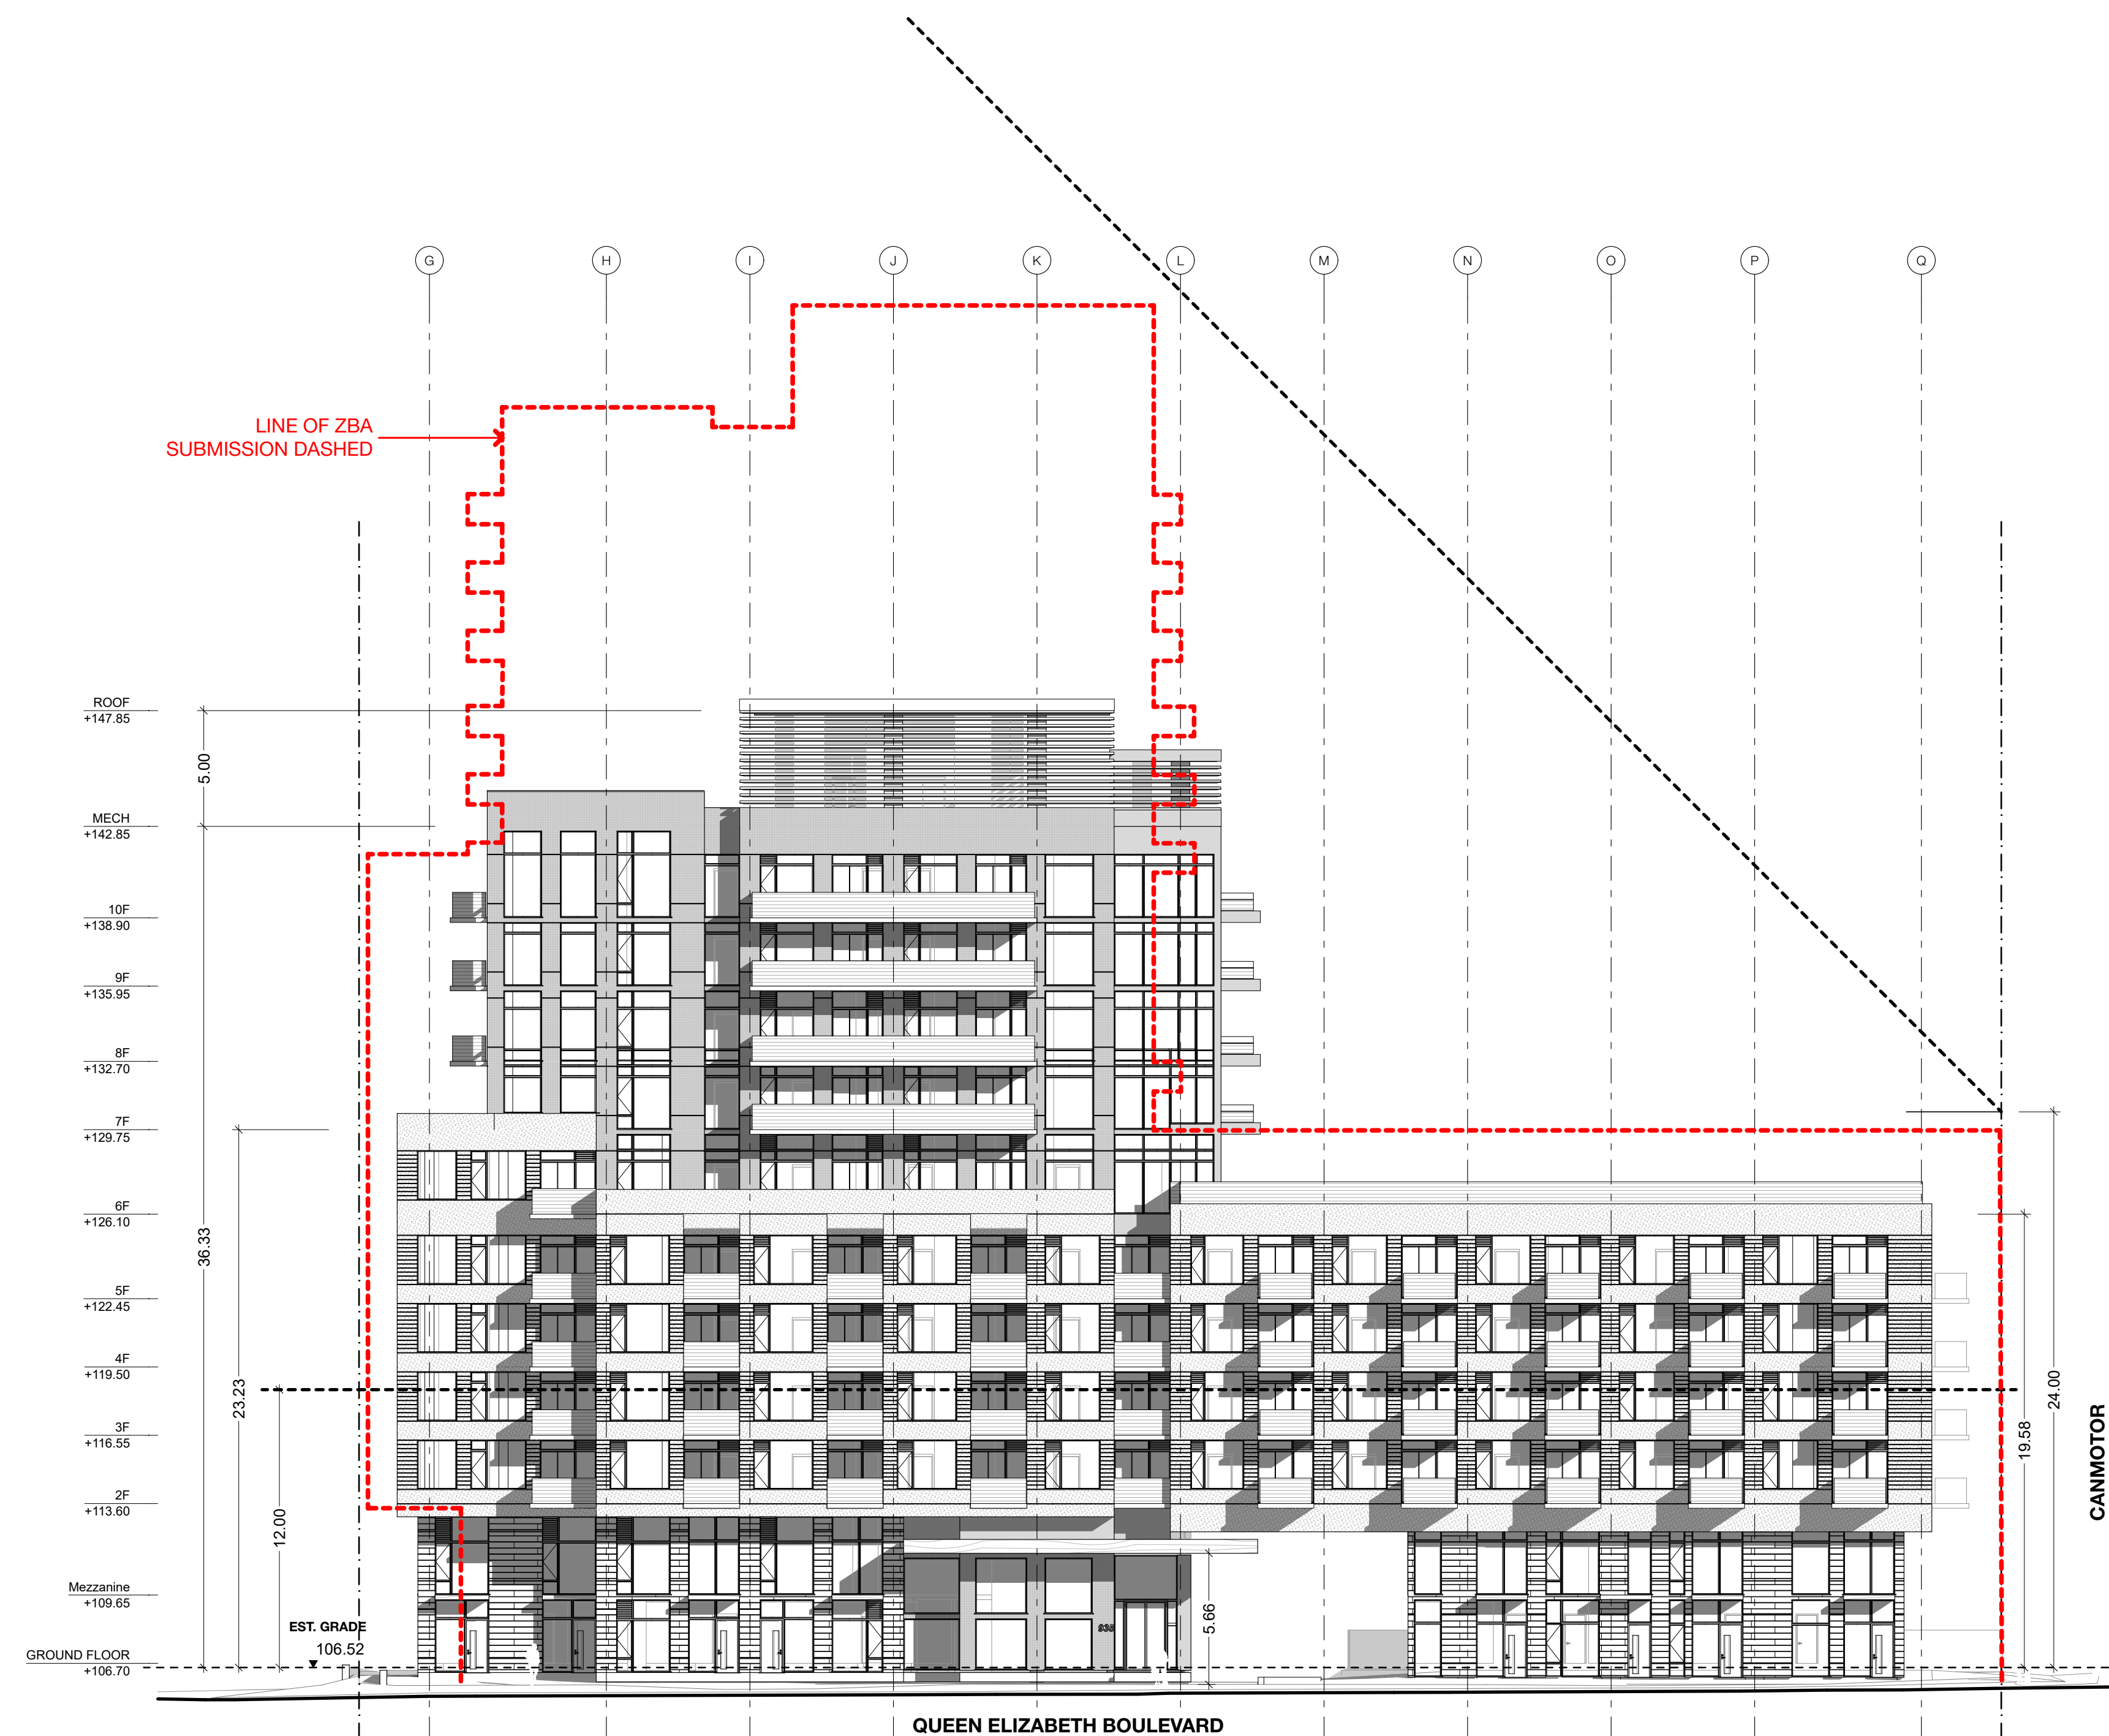 G H I J K L M N O P Q
LINE OF ZBA
SUBMISSION DASHED
ROOF
+147.85
5.00
MECH
+142.85
10F
+138.90
9F
+135.95
8F
+132.70
7F
+129.75
6F
+126.10
36.33
5F
+122.45
4F
+119.50
23.23
24.00
3F
+116.55
19.58
CANMOTOR
2F
+113.60
12.00
Mezzanine
+109.65
5.66
935
EST. GRADE
106.52
GROUND FLOOR
+106.70
QUEEN ELIZABETH BOULEVARD